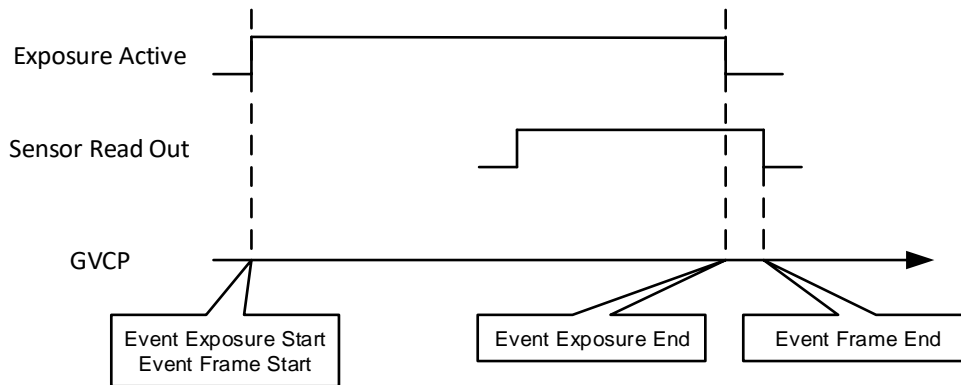 Exposure Active
Sensor Read Out
GVCP
Event Exposure Start
Event Frame Start
Event Exposure End
Event Frame End